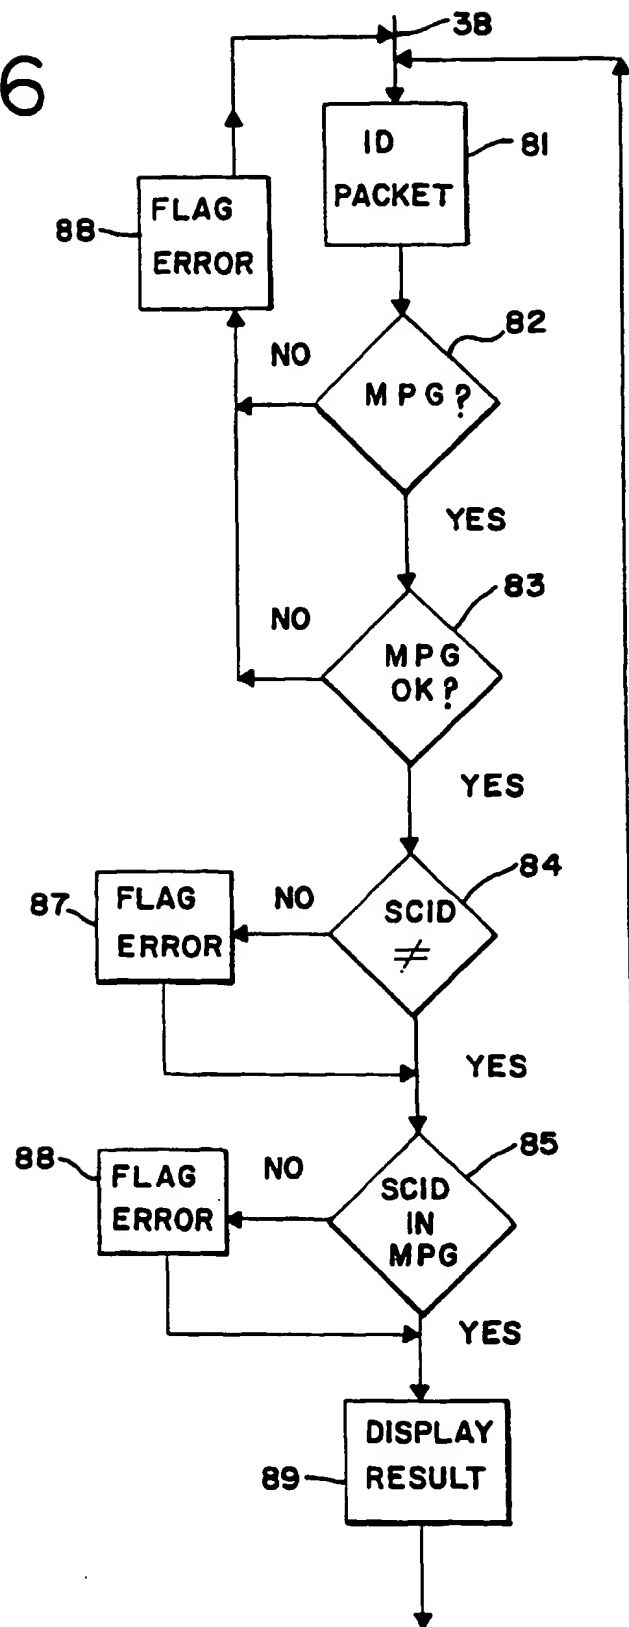 6
38
ID
PACKET
81
FLAG
ERROR
88
82
NO
MPG?
YES
83
NO
MPG
OK?
YES
84
87
FLAG
ERROR
NO
SCID
≠
YES
85
88
FLAG
ERROR
NO
SCID
IN
MPG
YES
DISPLAY
RESULT
89